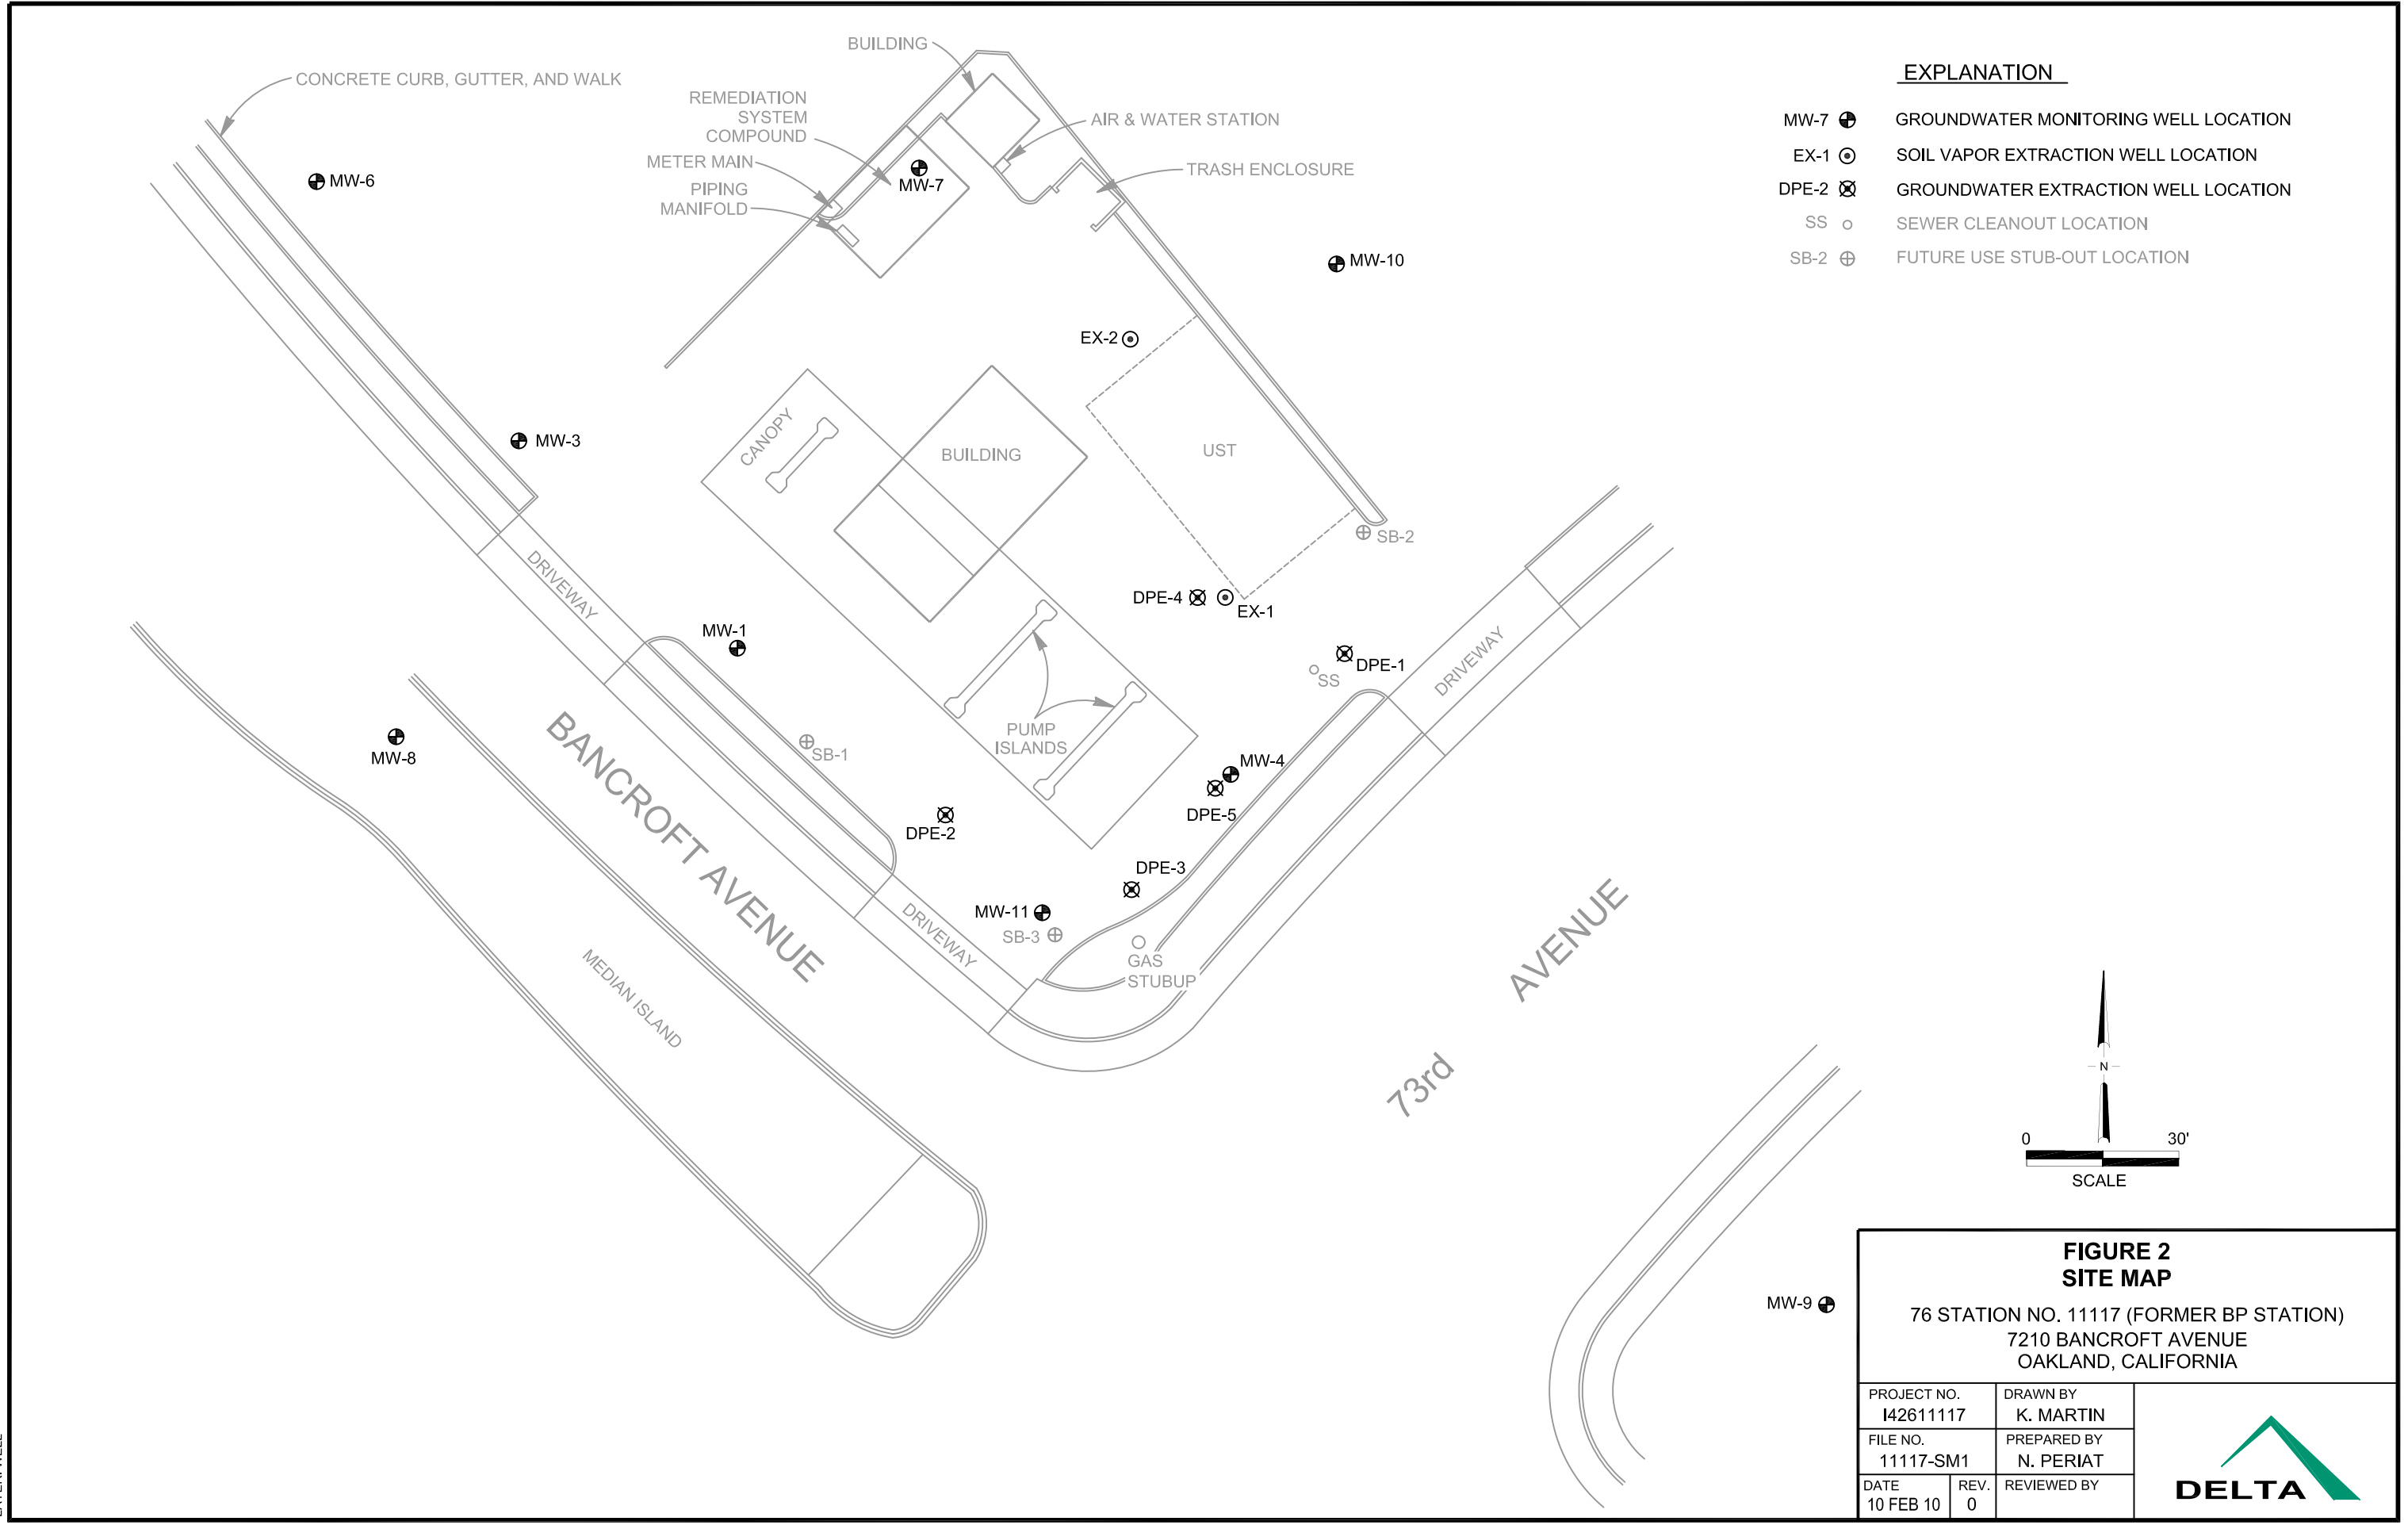 BUILDING
CONCRETE CURB, GUTTER, AND WALK
REMEDIATION
SYSTEM
COMPOUND
AIR & WATER STATION
METER MAIN
TRASH ENCLOSURE
PIPING
MANIFOLD
MW-6
MW-7
MW-10
EX-2
CANOPY
BUILDING
UST
MW-3
SB-2
DRIVEWAY
DPE-4
EX-1
MW-1
DPE-1
SS
DRIVEWAY
PUMP
ISLANDS
SB-1
MW-8
MW-4
DPE-5
DPE-2
BANCROFT AVENUE
DPE-3
MW-11
SB-3
DRIVEWAY
GAS
STUBUP
MEDIAN ISLAND
73rd AVENUE
MW-9
EXPLANATION
MW-7 GROUNDWATER MONITORING WELL LOCATION
EX-1 SOIL VAPOR EXTRACTION WELL LOCATION
DPE-2 GROUNDWATER EXTRACTION WELL LOCATION
SS SEWER CLEANOUT LOCATION
SB-2 FUTURE USE STUB-OUT LOCATION
N
0 30'
SCALE
FIGURE 2
SITE MAP
76 STATION NO. 11117 (FORMER BP STATION)
7210 BANCROFT AVENUE
OAKLAND, CALIFORNIA
PROJECT NO.
I42611117
DRAWN BY
K. MARTIN
FILE NO.
11117-SM1
PREPARED BY
N. PERIAT
DATE
10 FEB 10
REV.
0
REVIEWED BY
DELTA